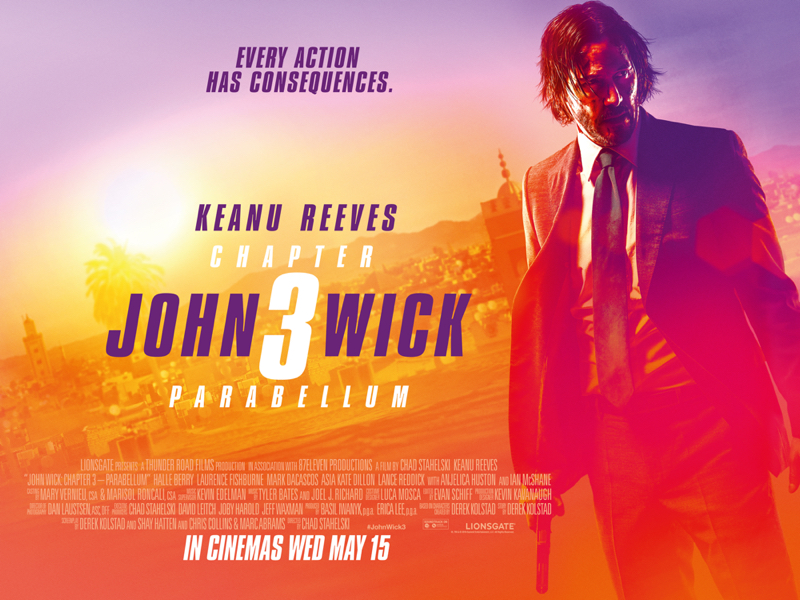 EVERY ACTION
HAS CONSEQUENCES.
KEANU REEVES
CHAPTER
JOHN 3 WICK
PARABELLUM
LIONSGATE PRESENTS A THUNDER ROAD FILMS PRODUCTION IN ASSOCIATION WITH 87ELEVEN PRODUCTIONS A FILM BY CHAD STAHELSKI KEANU REEVES
"JOHN WICK: CHAPTER 3 – PARABELLUM" HALLE BERRY LAURENCE FISHBURNE MARK DACASCOS ASIA KATE DILLON LANCE REDDICK WITH ANJELICA HUSTON AND IAN McSHANE
MARY VERNIEU, CSA & MARISOL RONCALI, CSA KEVIN EDELMAN TYLER BATES AND JOEL J. RICHARD LUCA MOSCA EVAN SCHIFF KEVIN KAVANAUGH
DAN LAUSTSEN, ASC, DFF CHAD STAHELSKI DAVID LEITCH JOBY HAROLD JEFF WAXMAN BASIL IWANYK, p.g.a. ERICA LEE, p.g.a. DEREK KOLSTAD DEREK KOLSTAD
DEREK KOLSTAD AND SHAY HATTEN AND CHRIS COLLINS & MARC ABRAMS CHAD STAHELSKI #JohnWick3 LIONSGATE
IN CINEMAS WED MAY 15